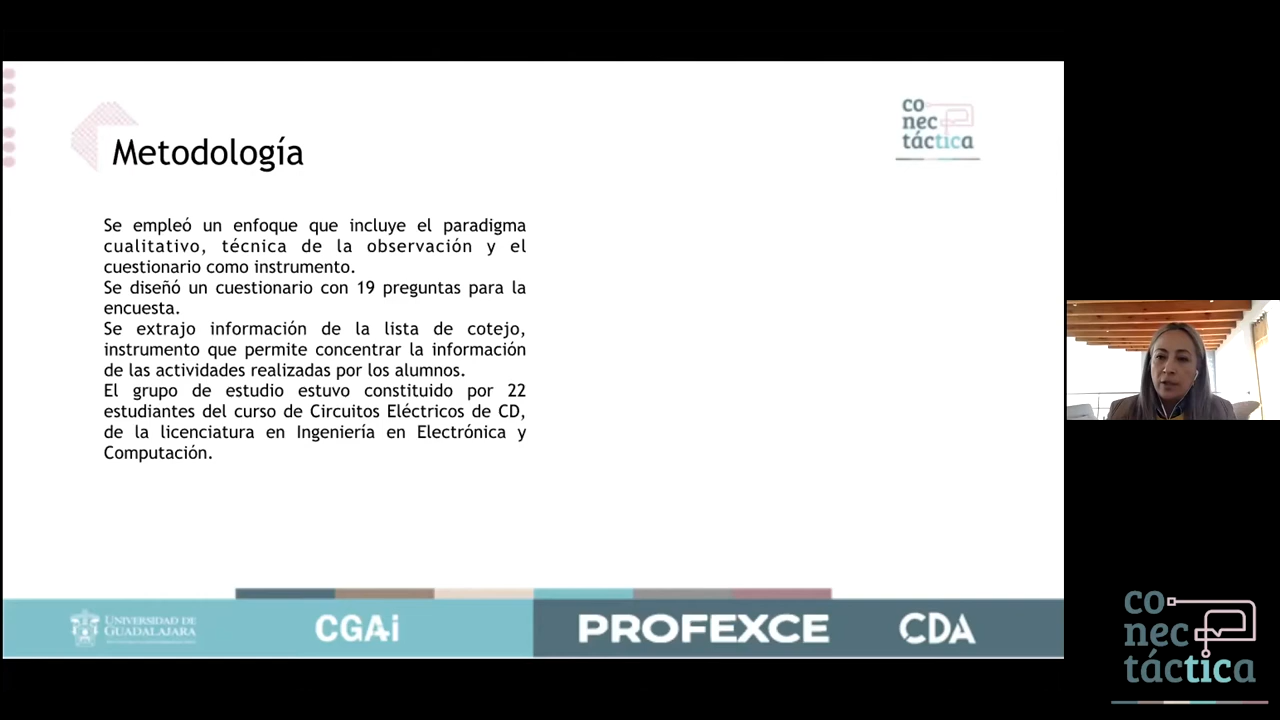 co
nec
táctica
Metodología
Se empleó un enfoque que incluye el paradigma
cualitativo, técnica de la observación y el
cuestionario como instrumento.
Se diseñó un cuestionario con 19 preguntas para la
encuesta.
Se extrajo información de la lista de cotejo,
instrumento que permite concentrar la información
de las actividades realizadas por los alumnos.
El grupo de estudio estuvo constituido por 22
estudiantes del curso de Circuitos Eléctricos de CD,
de la licenciatura en Ingeniería en Electrónica y
Computación.
UNIVERSIDAD DE
GUADALAJARA
CGAi
PROFEXCE
CDA
co
nec
táctica